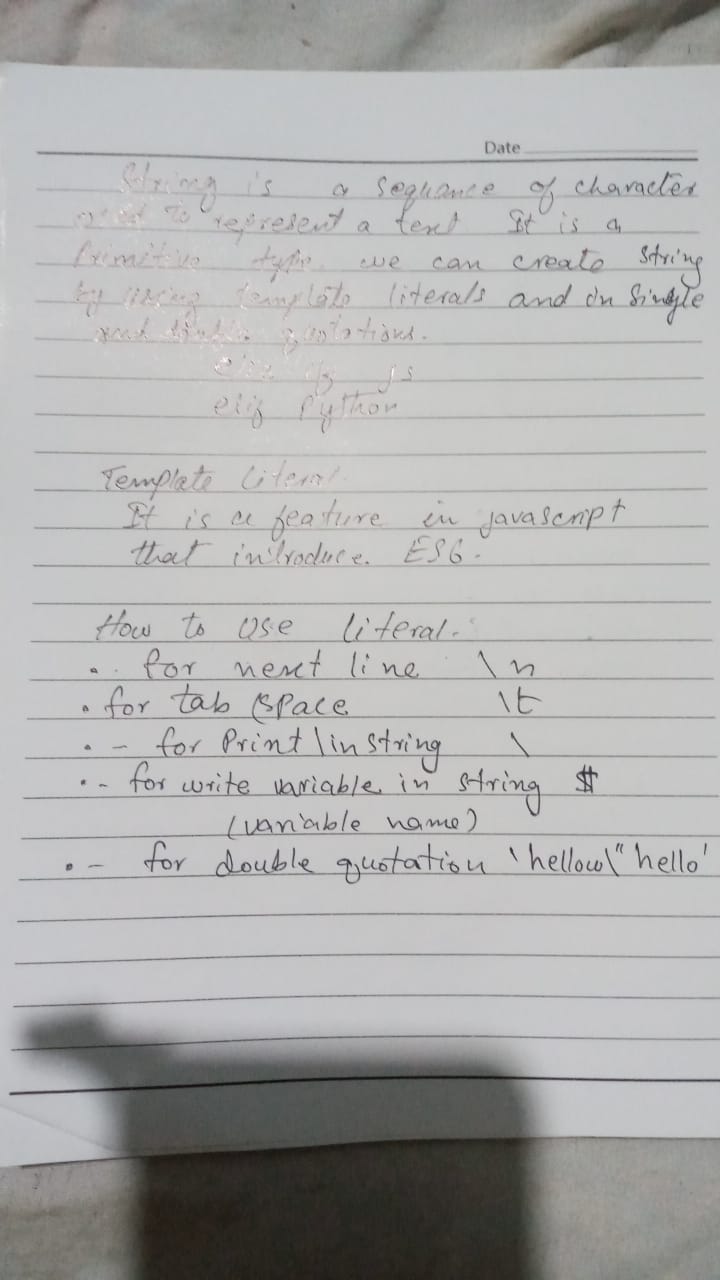 Date
String is a sequance of character
used to represent a text It is a
Primitive type. we can create string
by using template literals and in Single
and double quotations.
JS
elif Python
Template Literal.
It is a feature in javascript
that introduce. ES6.
How to Use literal.
• for next line \n
• for tab (space \t
• - for Print \ in string \
• - for write variable in string $
(variable name)
• - for double quotation 'hellow\" hello'